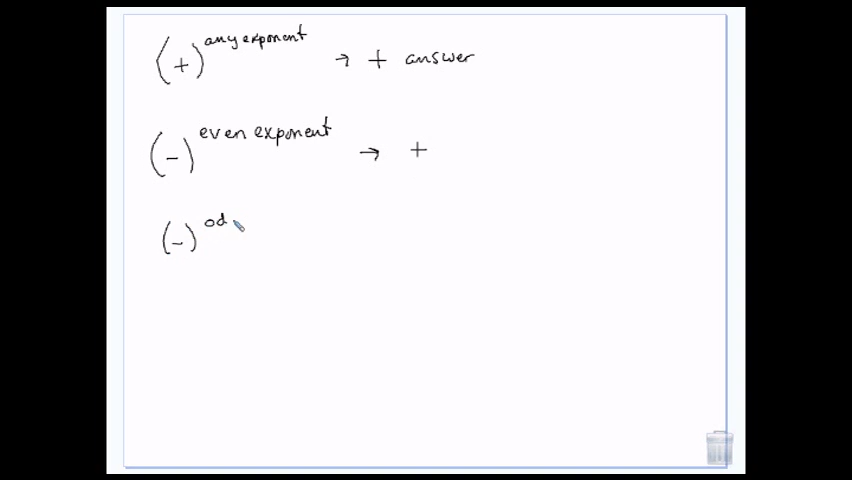 (+)^any exponent → + answer
(-)^even exponent → +
(-)^od